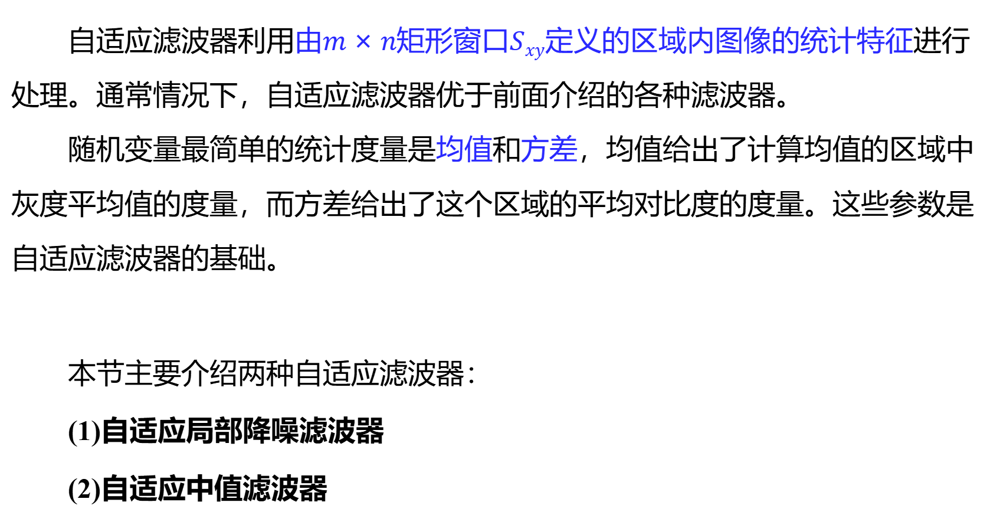 自适应滤波器利用由m × n矩形窗口Sxy定义的区域内图像的统计特征进行
处理。通常情况下，自适应滤波器优于前面介绍的各种滤波器。
随机变量最简单的统计度量是均值和方差，均值给出了计算均值的区域中
灰度平均值的度量，而方差给出了这个区域的平均对比度的度量。这些参数是
自适应滤波器的基础。
本节主要介绍两种自适应滤波器：
(1)自适应局部降噪滤波器
(2)自适应中值滤波器